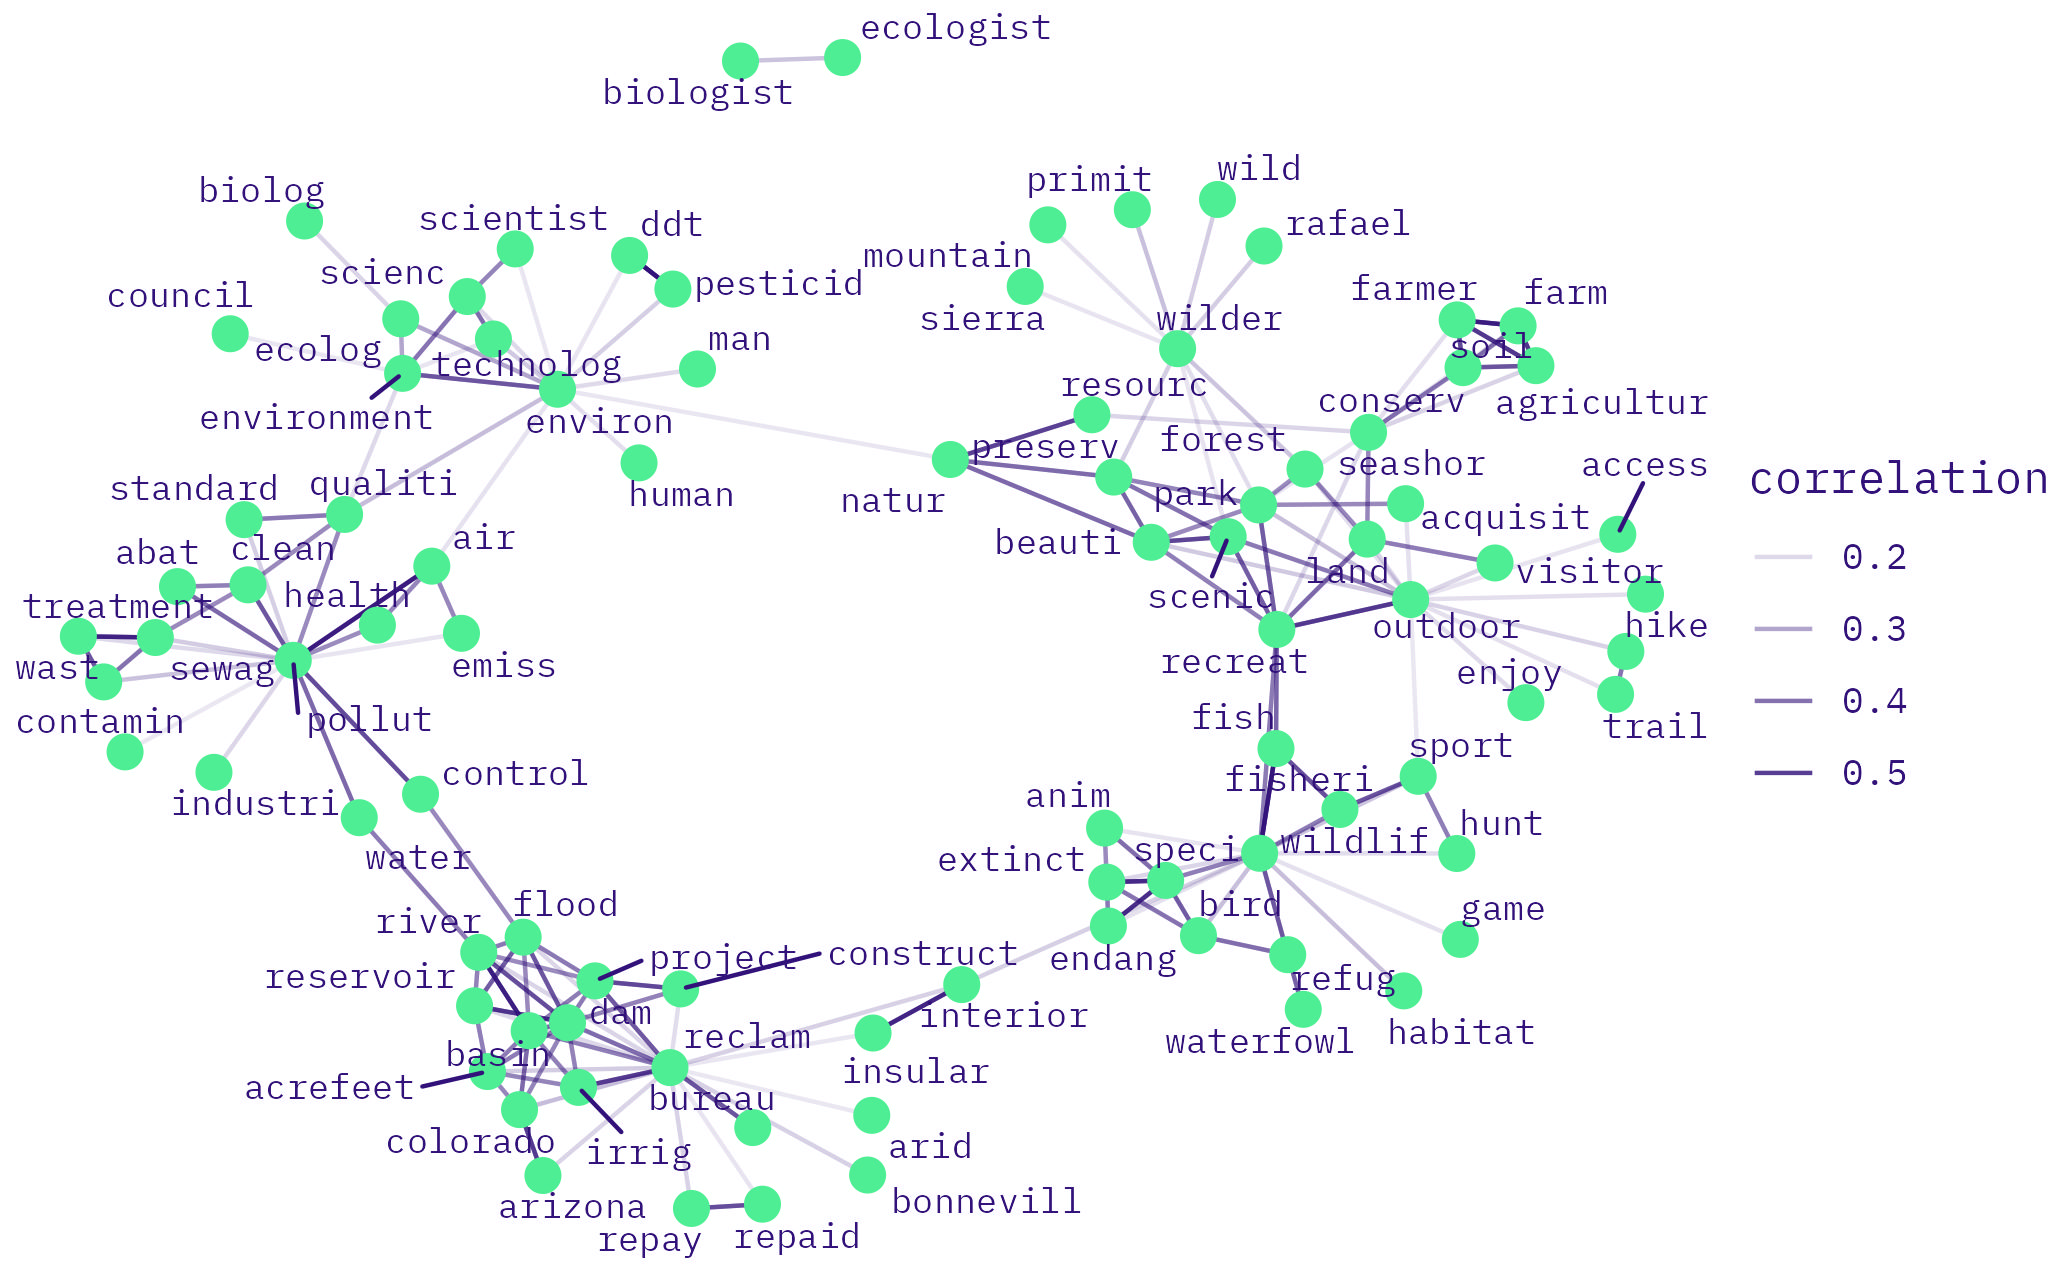 ecologist
biologist
primit
wild
biolog
scientist
ddt
rafael
scienc
mountain
pesticid
council
farmer
farm
sierra
wilder
ecolog
technolog
man
soil
resourc
environment
environ
conserv
agricultur
preserv
forest
seashor
access
standard
qualiti
human
natur
park
acquisit
correlation
abat
clean
air
beauti
land
visitor
0.2
treatment
health
scenic
outdoor
hike
0.3
wast
sewag
emiss
recreat
enjoy
0.4
contamin
pollut
fish
sport
trail
0.5
industri
control
anim
fisheri
hunt
water
extinct
speci
wildlif
river
flood
bird
game
reservoir
project
construct
endang
refug
dam
interior
waterfowl
habitat
basin
reclam
acrefeet
insular
bureau
colorado
irrig
arid
arizona
bonnevill
repay
repaid